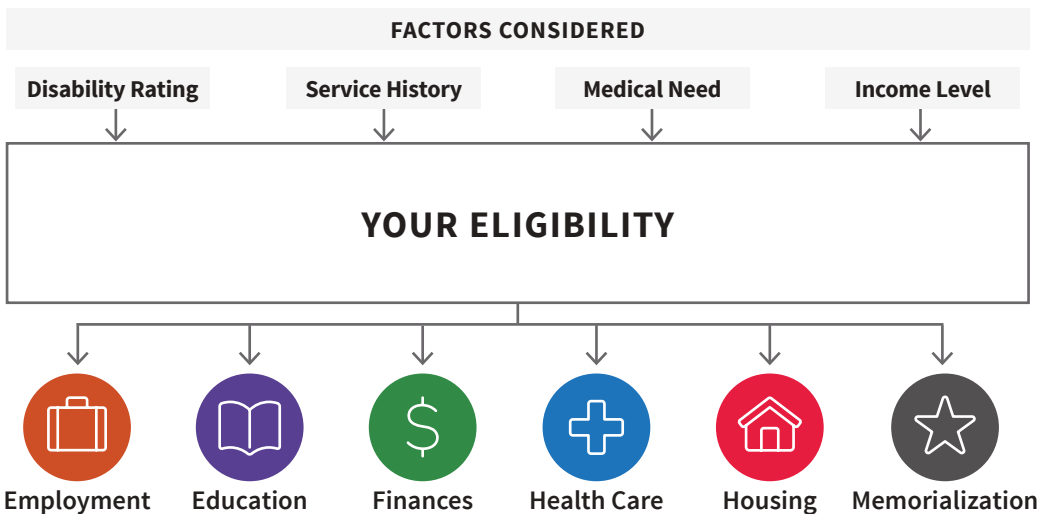 FACTORS CONSIDERED
Disability Rating
Service History
Medical Need
Income Level
YOUR ELIGIBILITY
$
Employment
Education
Finances
Health Care
Housing
Memorialization